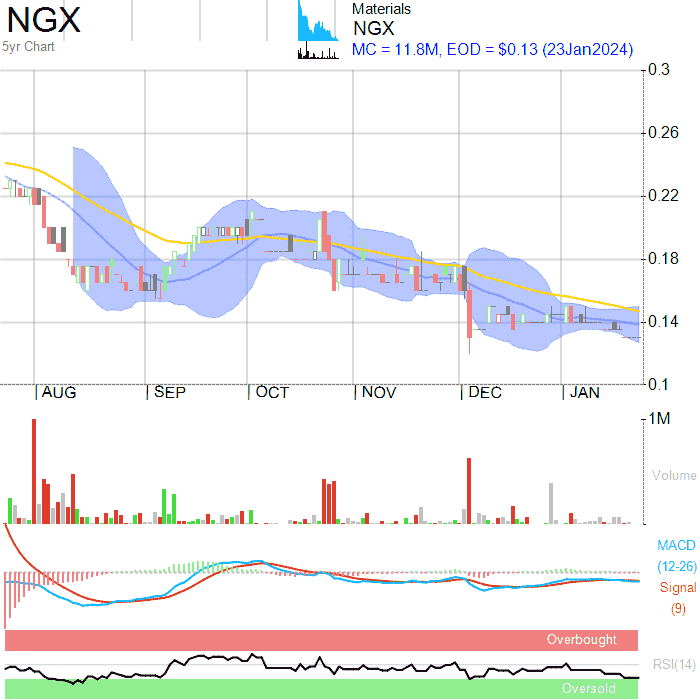 NGX
5yr Chart
Materials
NGX
MC = 11.8M, EOD = $0.13 (23Jan2024)
0.3
0.26
0.22
0.18
0.14
0.1
| AUG | SEP | OCT | NOV | DEC | JAN
1M
Volume
MACD
(12-26)
Signal
(9)
Overbought
RSI(14)
Oversold